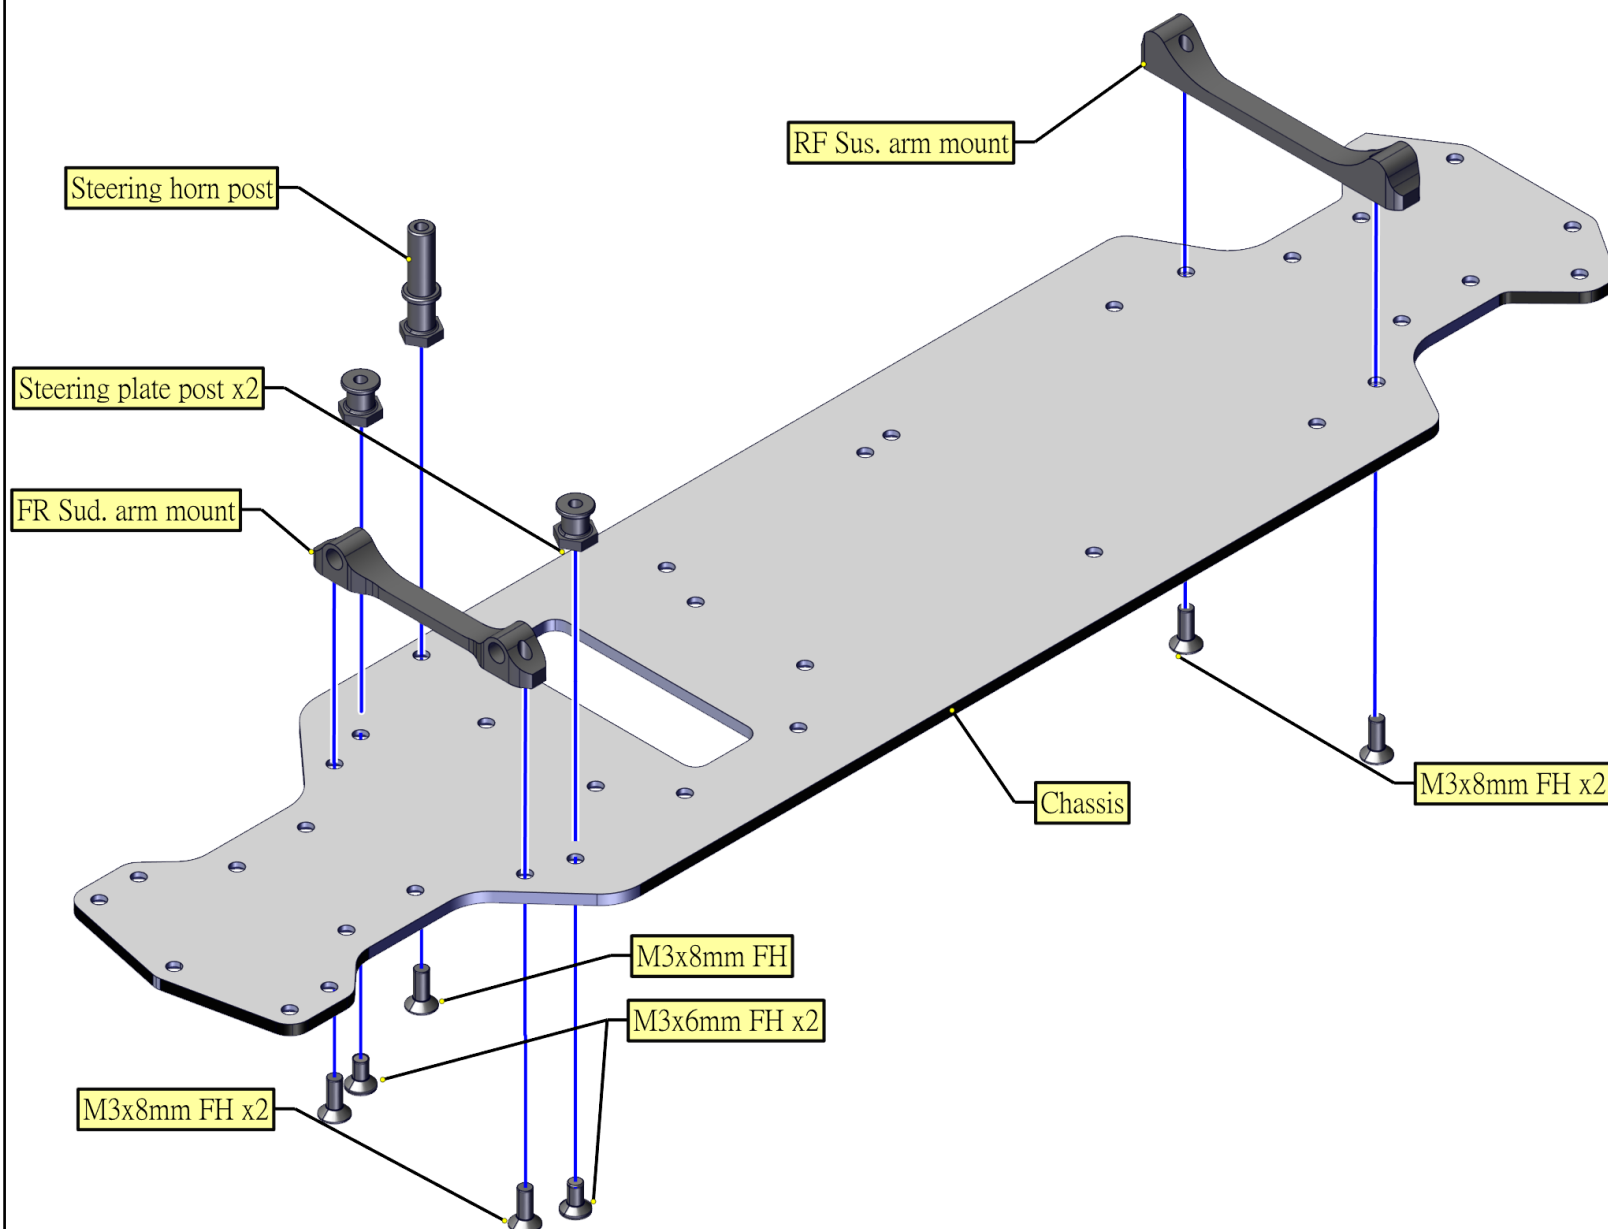 RF Sus. arm mount
Steering horn post
Steering plate post x2
FR Sud. arm mount
M3x8mm FH x2
Chassis
M3x8mm FH
M3x6mm FH x2
M3x8mm FH x2